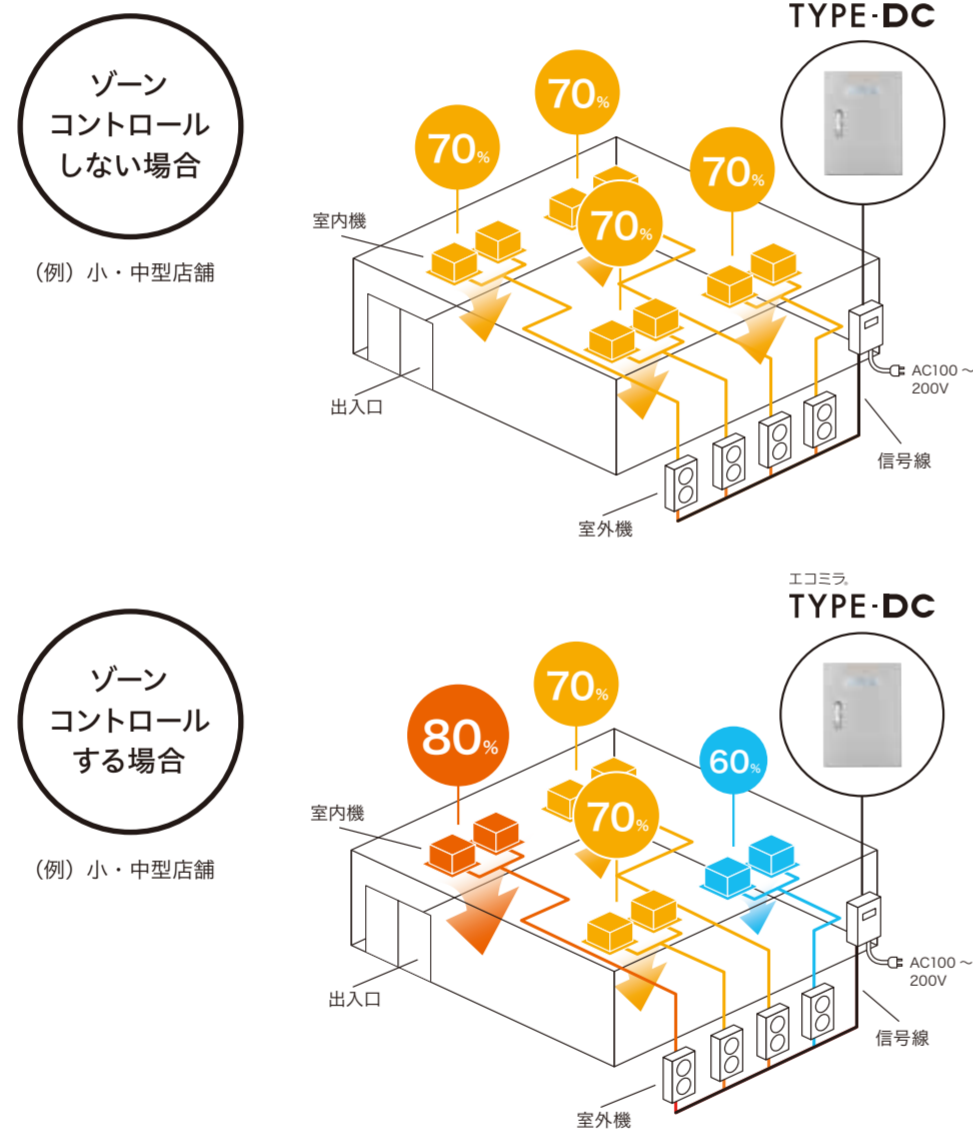 TYPE-DC
ゾーン
コントロール
しない場合
（例）小・中型店舗
70%
70%
70%
70%
室内機
出入口
AC100～
200V
信号線
室外機
エコミラ®
TYPE-DC
ゾーン
コントロール
する場合
（例）小・中型店舗
80%
70%
60%
70%
室内機
出入口
AC100～
200V
信号線
室外機